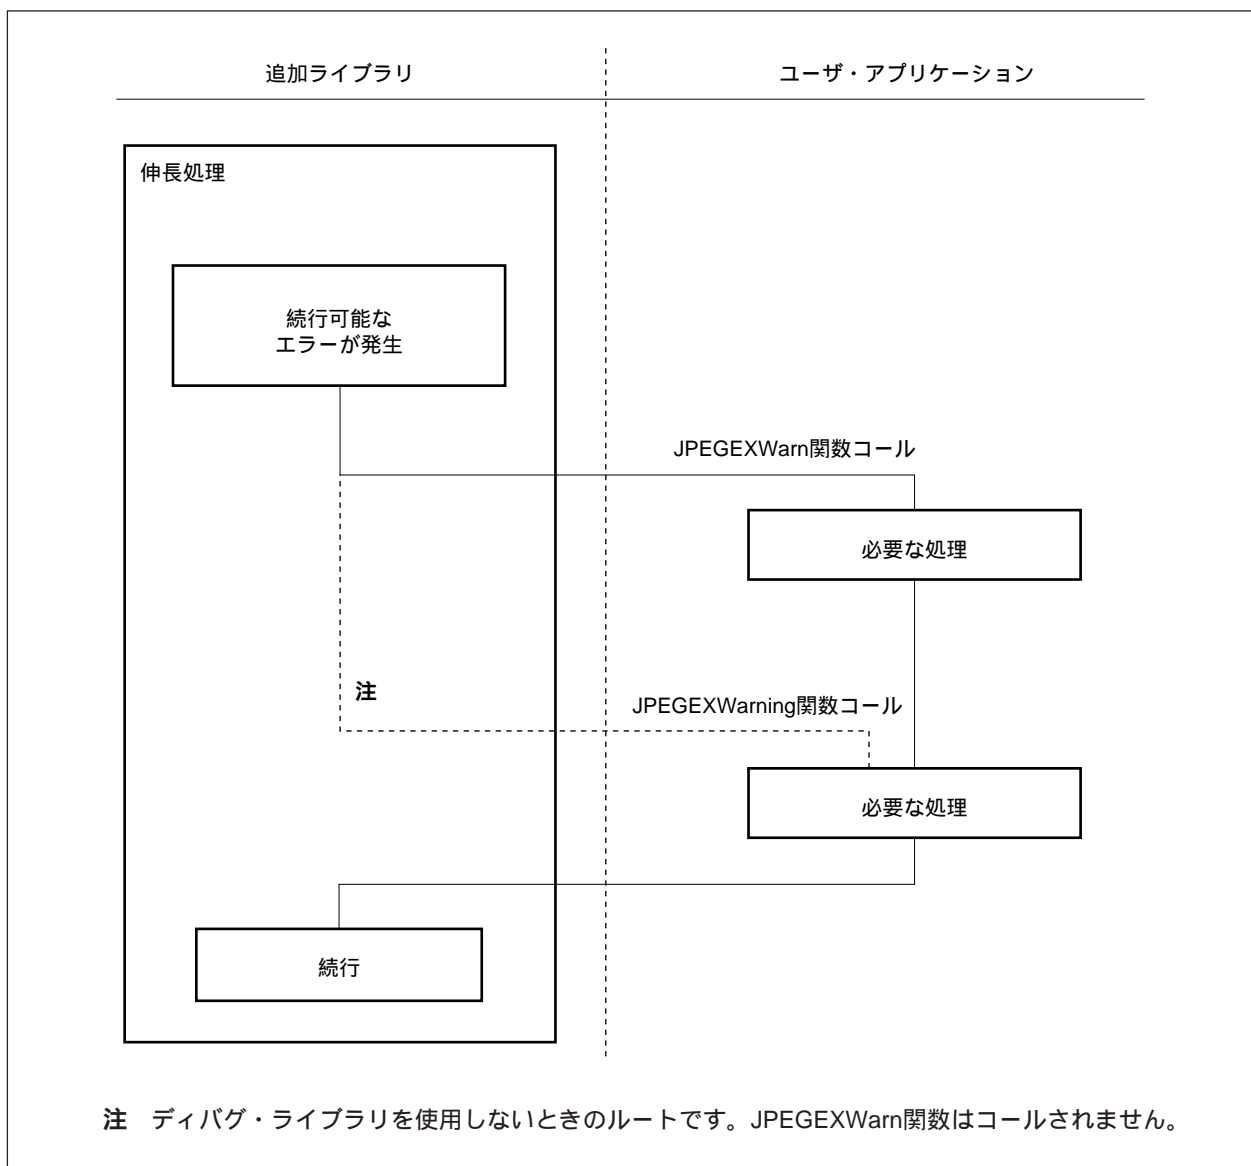 追加ライブラリ
ユーザ・アプリケーション
伸長処理
続行可能な
エラーが発生
JPEGEXWarn関数コール
必要な処理
注
JPEGEXWarning関数コール
必要な処理
続行
注 ディバグ・ライブラリを使用しないときのルートです。JPEGEXWarn関数はコールされません。